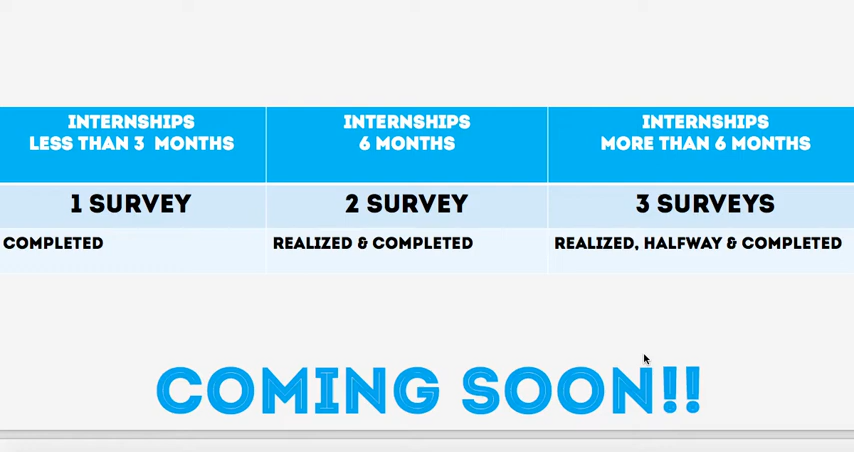 INTERNSHIPS
LESS THAN 3 MONTHS
INTERNSHIPS
6 MONTHS
INTERNSHIPS
MORE THAN 6 MONTHS
1 SURVEY
2 SURVEY
3 SURVEYS
COMPLETED
REALIZED & COMPLETED
REALIZED, HALFWAY & COMPLETED
COMING SOON!!